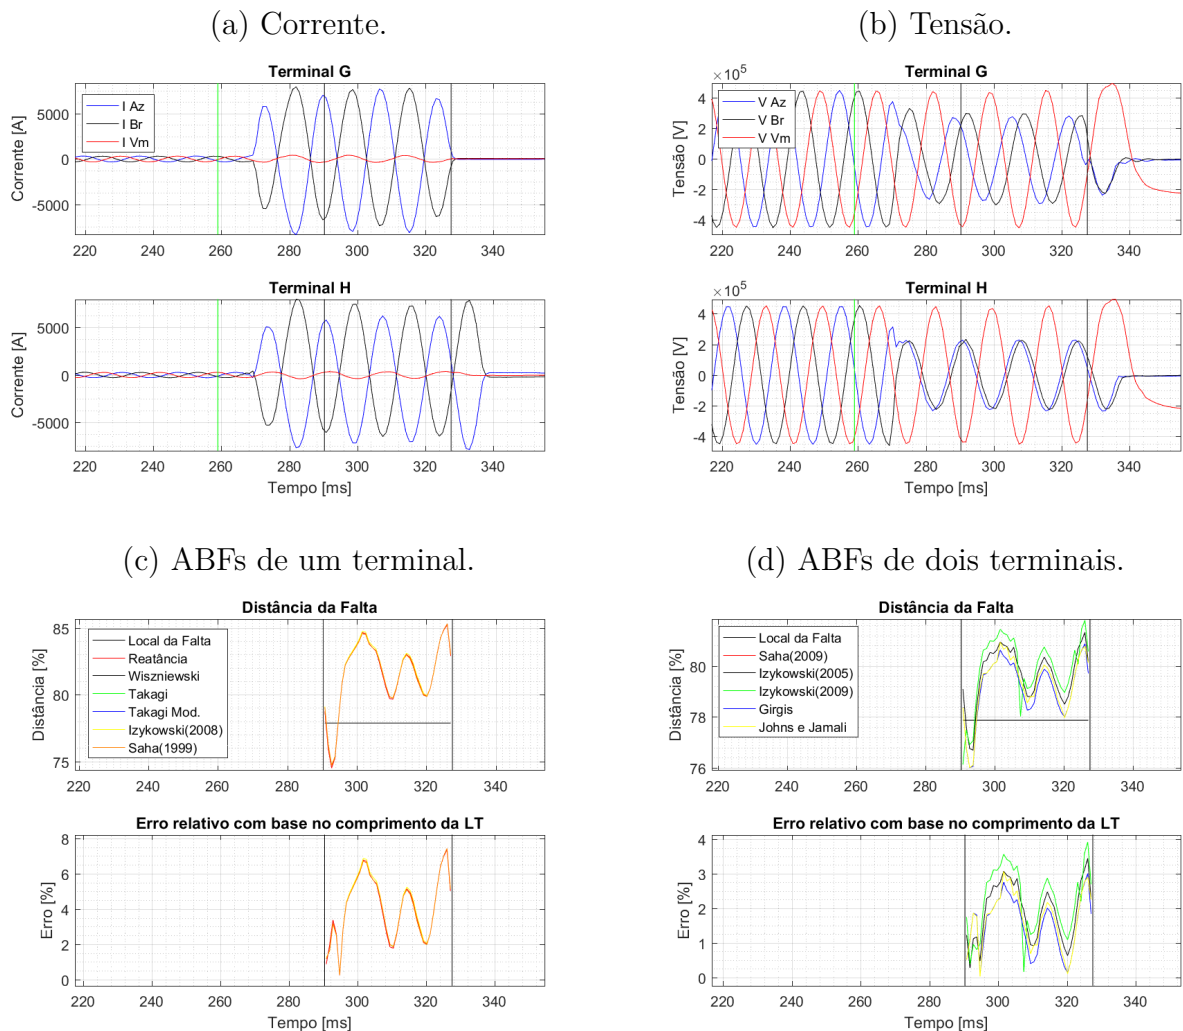 (a) Corrente.
Terminal G
Corrente [A]
5000
0
-5000
I Az
I Br
I Vm
220 240 260 280 300 320 340
Terminal H
Corrente [A]
5000
0
-5000
220 240 260 280 300 320 340
Tempo [ms]
(b) Tensão.
×10⁵
Terminal G
Tensão [V]
4
2
0
-2
-4
V Az
V Br
V Vm
220 240 260 280 300 320 340
×10⁵
Terminal H
Tensão [V]
4
2
0
-2
-4
220 240 260 280 300 320 340
Tempo [ms]
(c) ABFs de um terminal.
Distância da Falta
Distância [%]
85
80
75
Local da Falta
Reatância
Wiszniewski
Takagi
Takagi Mod.
Izykowski(2008)
Saha(1999)
220 240 260 280 300 320 340
Erro relativo com base no comprimento da LT
Erro [%]
8
6
4
2
0
220 240 260 280 300 320 340
Tempo [ms]
(d) ABFs de dois terminais.
Distância da Falta
Distância [%]
80
78
76
Local da Falta
Saha(2009)
Izykowski(2005)
Izykowski(2009)
Girgis
Johns e Jamali
220 240 260 280 300 320 340
Erro relativo com base no comprimento da LT
Erro [%]
4
3
2
1
0
220 240 260 280 300 320 340
Tempo [ms]